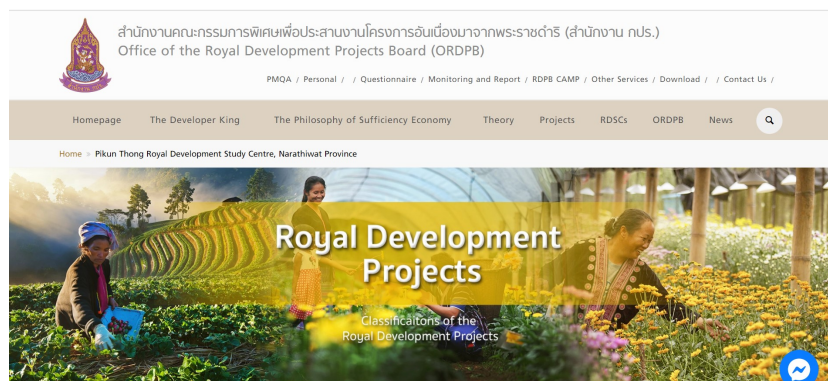 สำนักงานคณะกรรมการพิเศษเพื่อประสานงานโครงการอันเนื่องมาจากพระราชดำริ (สำนักงาน กปร.)
Office of the Royal Development Projects Board (ORDPB)
PMQA / Personal / / Questionnaire / Monitoring and Report / RDPB CAMP / Other Services / Download / / Contact Us /
Homepage The Developer King The Philosophy of Sufficiency Economy Theory Projects RDSCs ORDPB News
Home » Pikun Thong Royal Development Study Centre, Narathiwat Province
Royal Development
Projects
Classificaitons of the
Royal Development Projects